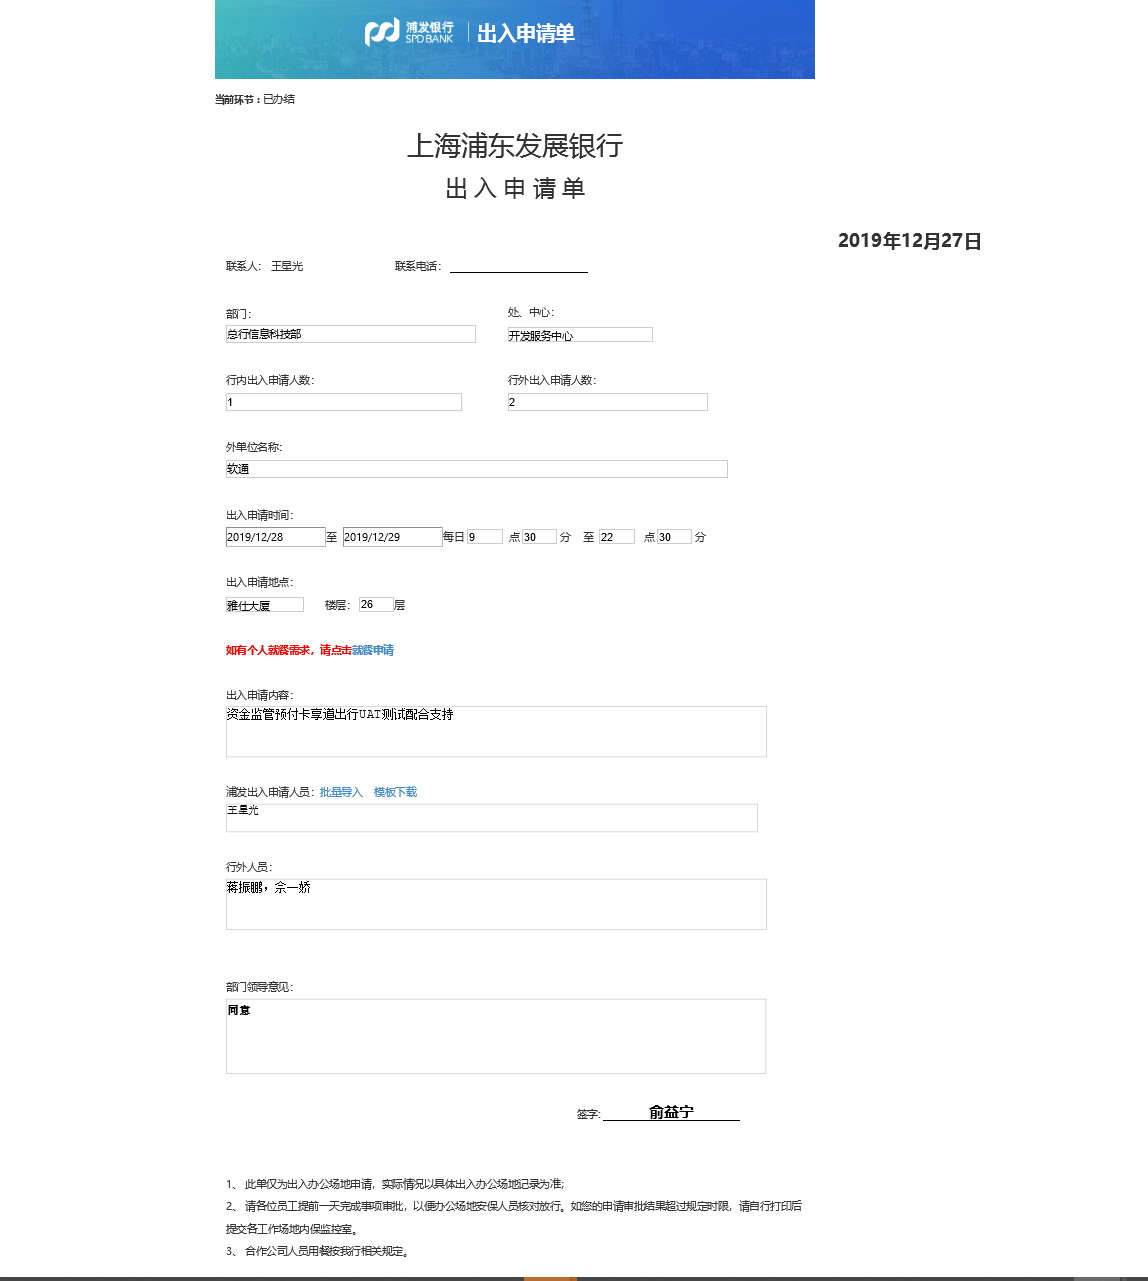 浦发银行 SPD BANK 出入申请单
当前环节：已办结
上海浦东发展银行
出入申请单
2019年12月27日
联系人： 王星光 联系电话：
部门： 处、中心：
总行信息科技部 开发服务中心
行内出入申请人数： 行外出入申请人数：
1 2
外单位名称：
软通
出入申请时间：
2019/12/28 至 2019/12/29 每日 9 点 30 分 至 22 点 30 分
出入申请地点：
雅仕大厦 楼层： 26 层
如有个人就餐需求，请点击就餐申请
出入申请内容：
资金监管预付卡享道出行UAT测试配合支持
浦发出入申请人员：批量导入 模板下载
王星光
行外人员：
蒋振鹏，佘一娇
部门领导意见：
同意
签字: 俞益宁
1、 此单仅为出入办公场地申请，实际情况以具体出入办公场地记录为准;
2、 请各位员工提前一天完成事项审批，以便办公场地安保人员核对放行。如您的申请审批结果超过规定时限，请自行打印后
提交各工作场地内保监控室。
3、 合作公司人员用餐按我行相关规定。